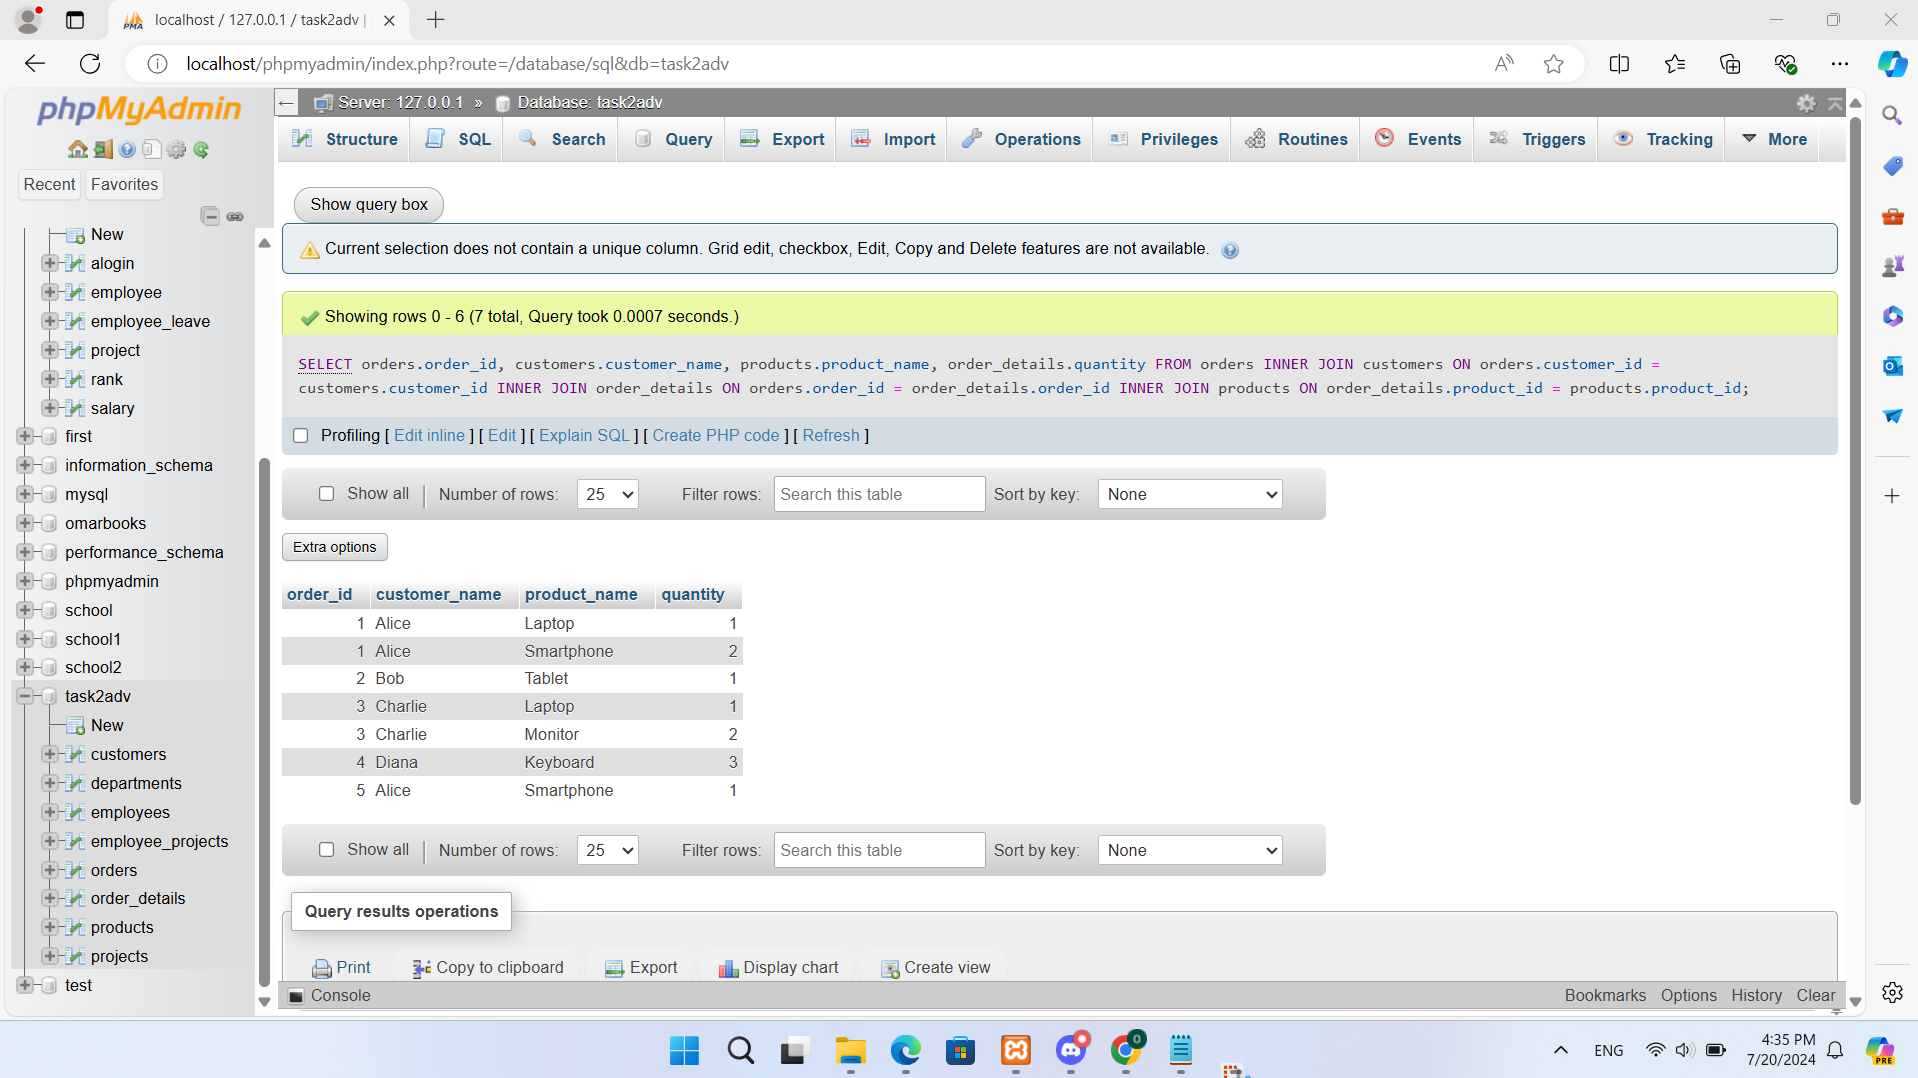 localhost / 127.0.0.1 / task2adv |
localhost/phpmyadmin/index.php?route=/database/sql&db=task2adv
phpMyAdmin
Recent
Favorites
New
alogin
employee
employee_leave
project
rank
salary
first
information_schema
mysql
omarbooks
performance_schema
phpmyadmin
school
school1
school2
task2adv
New
customers
departments
employees
employee_projects
orders
order_details
products
projects
test
Server: 127.0.0.1 » Database: task2adv
Structure SQL Search Query Export Import Operations Privileges Routines Events Triggers Tracking More
Show query box
Current selection does not contain a unique column. Grid edit, checkbox, Edit, Copy and Delete features are not available.
Showing rows 0 - 6 (7 total, Query took 0.0007 seconds.)
SELECT orders.order_id, customers.customer_name, products.product_name, order_details.quantity FROM orders INNER JOIN customers ON orders.customer_id =
customers.customer_id INNER JOIN order_details ON orders.order_id = order_details.order_id INNER JOIN products ON order_details.product_id = products.product_id;
Profiling [ Edit inline ] [ Edit ] [ Explain SQL ] [ Create PHP code ] [ Refresh ]
Show all | Number of rows: 25 Filter rows: Search this table Sort by key: None
Extra options
order_id customer_name product_name quantity
1 Alice Laptop 1
1 Alice Smartphone 2
2 Bob Tablet 1
3 Charlie Laptop 1
3 Charlie Monitor 2
4 Diana Keyboard 3
5 Alice Smartphone 1
Show all | Number of rows: 25 Filter rows: Search this table Sort by key: None
Query results operations
Print Copy to clipboard Export Display chart Create view
Console Bookmarks Options History Clear
ENG
4:35 PM
7/20/2024
PRE